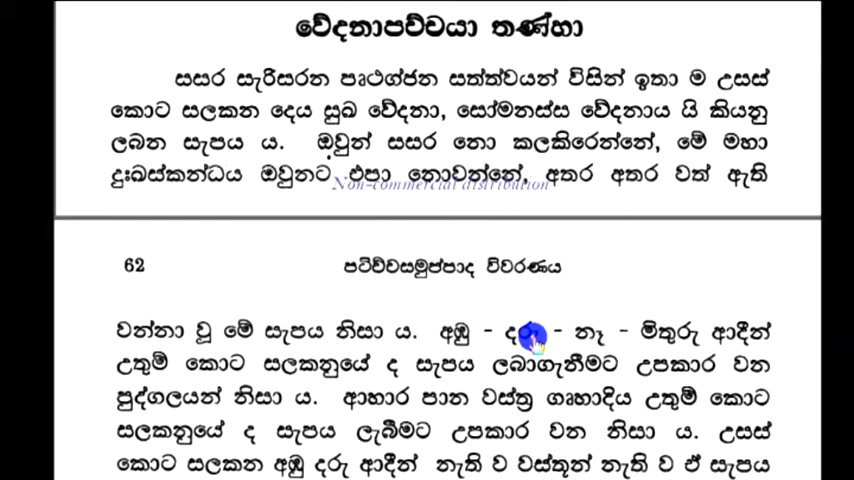 වේදනාපච්චයා තණ්හා
සසර සැරිසරන පෘථග්ජන සත්ත්වයන් විසින් ඉතා ම උසස්
කොට සලකන දෙය සුඛ වේදනා, සෝමනස්ස වේදනාය යි කියනු
ලබන සැපය ය. ඔවුන් සසර නො කලකිරෙන්නේ, මේ මහා
දුඃඛස්කන්ධය ඔවුනට එපා නොවන්නේ, අතර අතර වත් ඇති
Non-commercial distribution
62 පටිච්චසමුප්පාද විවරණය
වන්නා වූ මේ සැපය නිසා ය. අඹු - දරු - නෑ - මිතුරු ආදීන්
උතුම් කොට සලකනුයේ ද සැපය ලබාගැනීමට උපකාර වන
පුද්ගලයන් නිසා ය. ආහාර පාන වස්ත්‍ර ගෘහාදිය උතුම් කොට
සලකනුයේ ද සැපය ලැබීමට උපකාර වන නිසා ය. උසස්
කොට සලකන අඹු දරු ආදීන් නැති ව වස්තූන් නැති ව ඒ සැපය